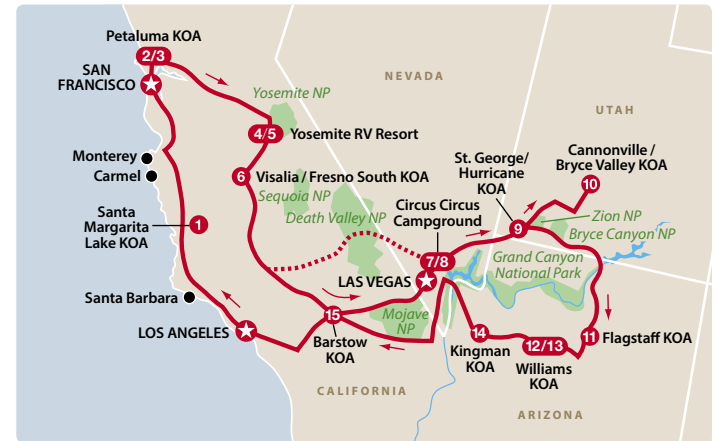 Petaluma KOA
2/3
SAN
FRANCISCO
NEVADA
Yosemite NP
UTAH
4/5
Yosemite RV Resort
Monterey
Carmel
6
Visalia / Fresno South KOA
Sequoia NP
Death Valley NP
St. George/
Hurricane
KOA
Cannonville /
Bryce Valley KOA
10
Santa
Margarita
Lake KOA
1
Circus Circus
Campground
7/8
9
Zion NP
Bryce Canyon NP
Grand Canyon
National Park
LAS VEGAS
Santa Barbara
LOS ANGELES
15
Barstow
KOA
Mojave
NP
14
Kingman
KOA
12/13
Williams
KOA
11
Flagstaff KOA
CALIFORNIA
ARIZONA